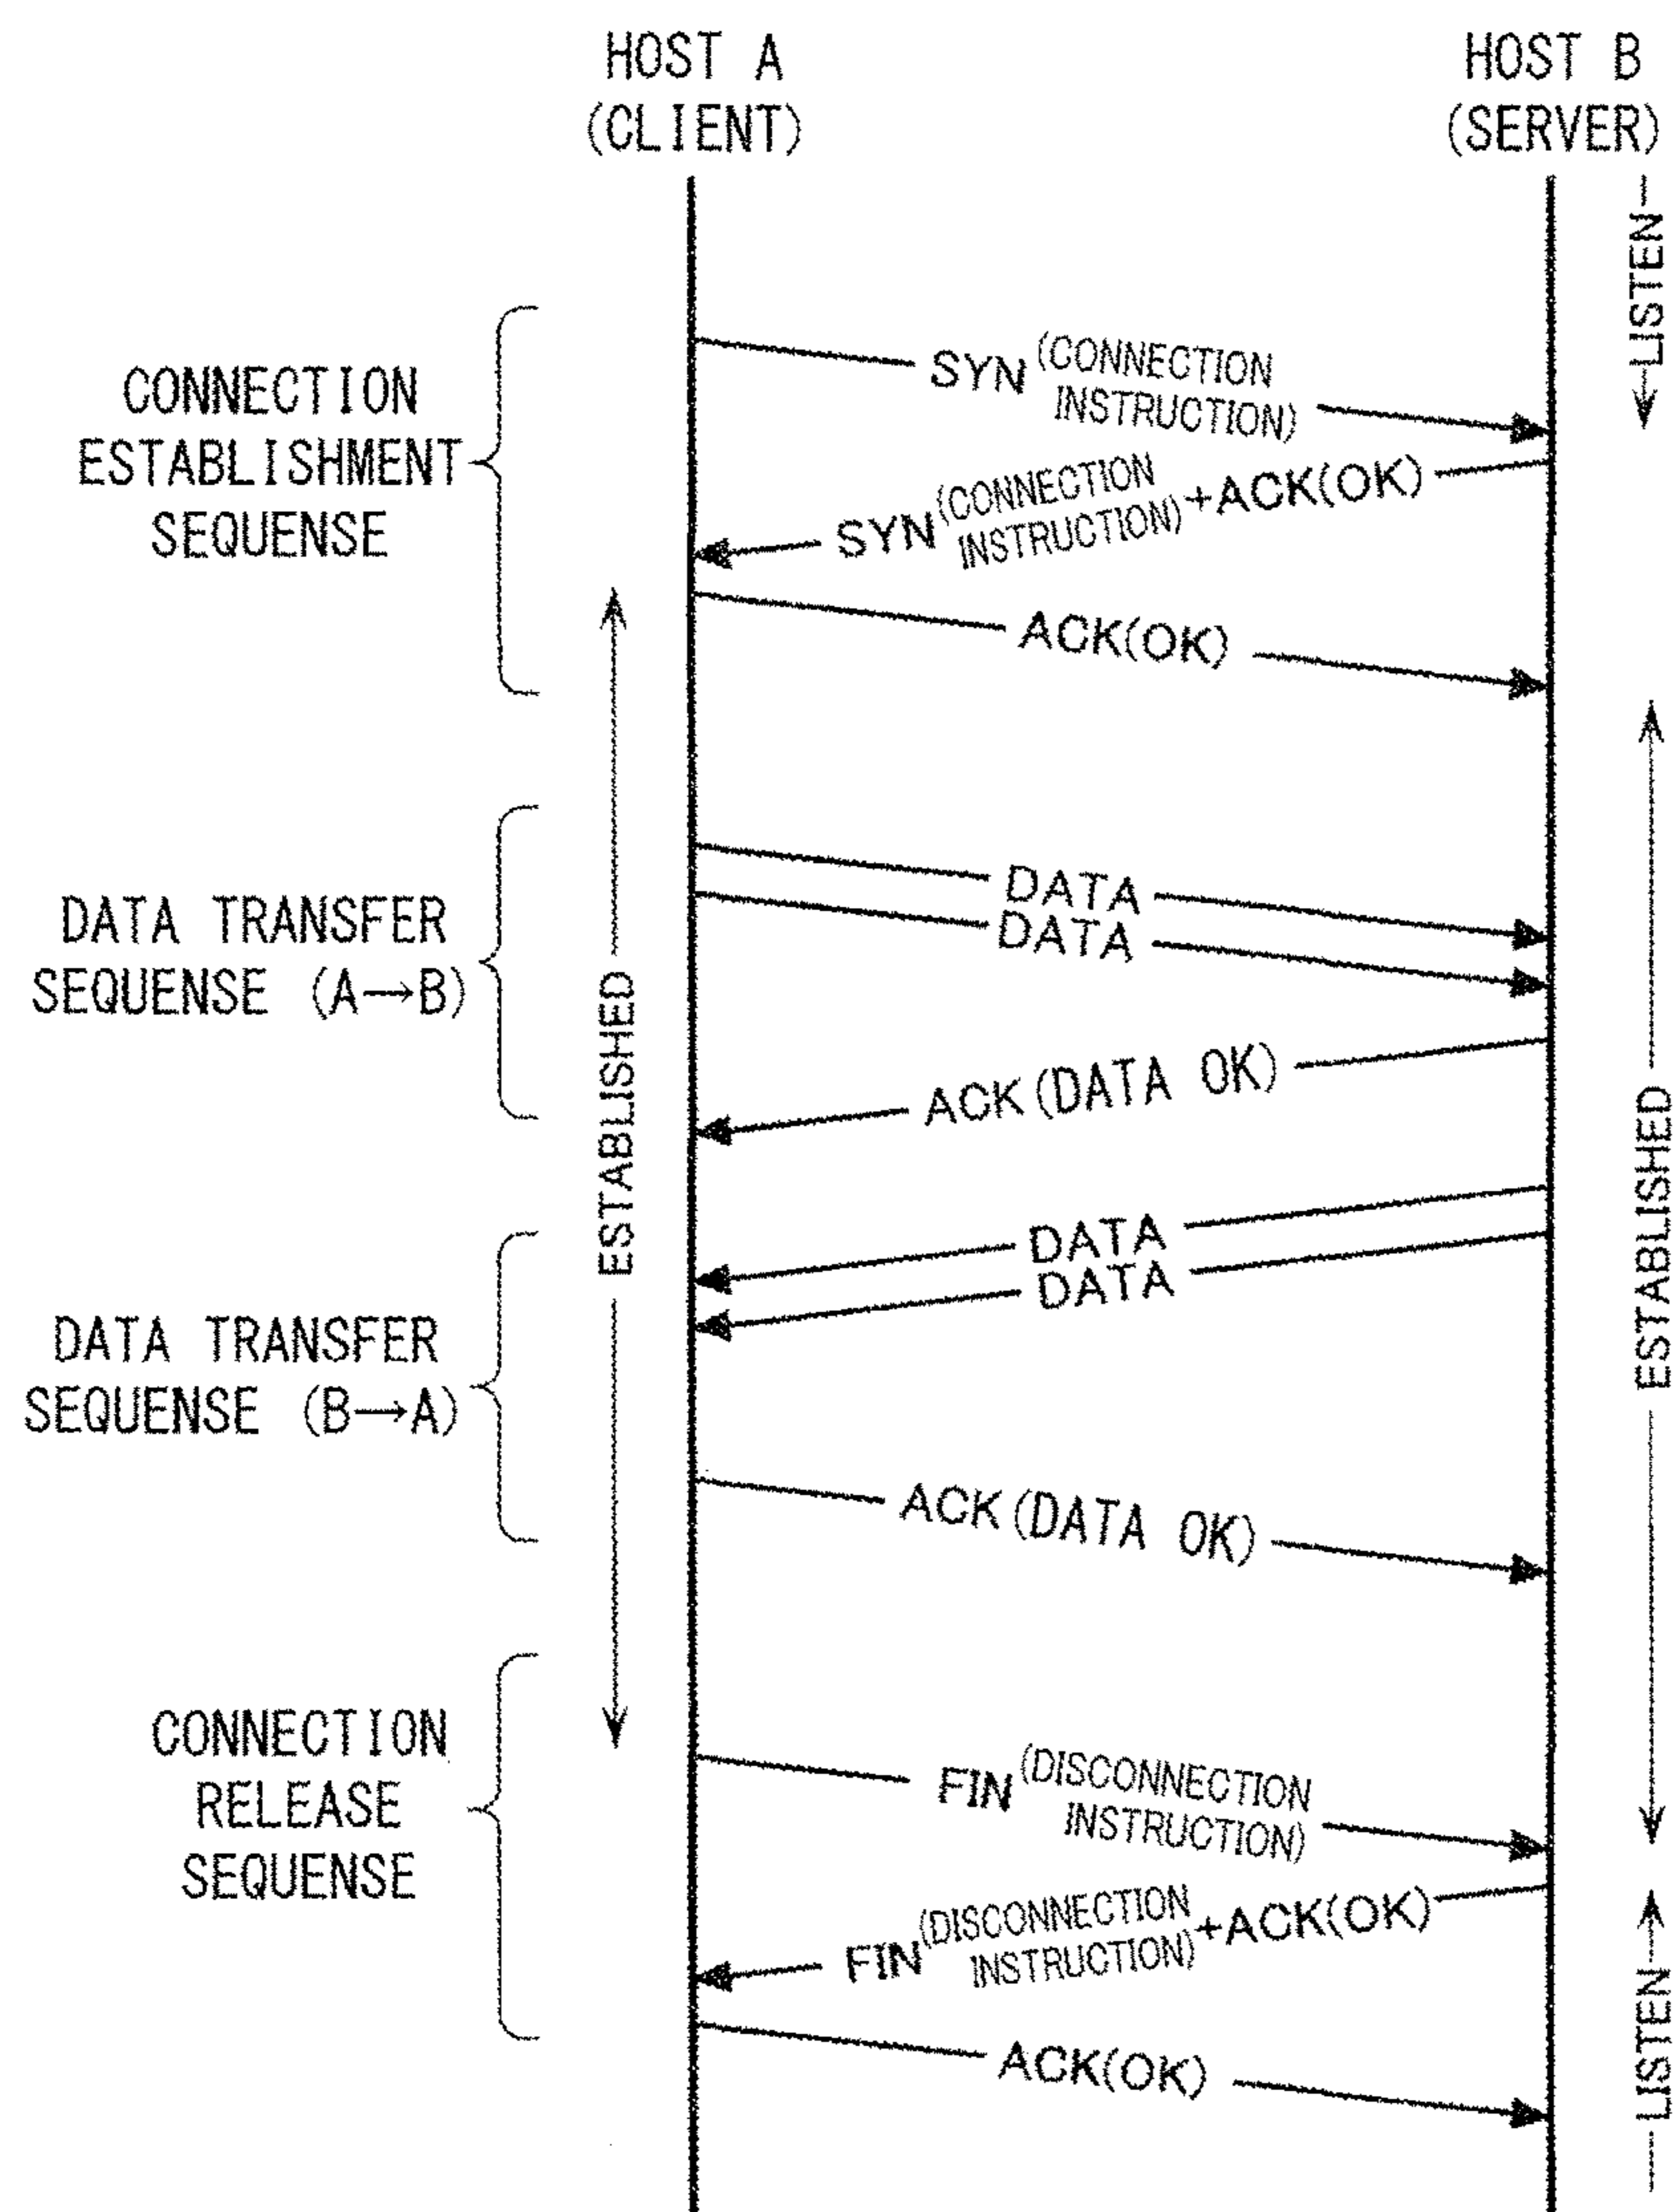 HOST A
(CLIENT)
HOST B
(SERVER)
LISTEN
CONNECTION
ESTABLISHMENT
SEQUENSE
SYN (CONNECTION
INSTRUCTION)
SYN (CONNECTION
INSTRUCTION) +ACK(OK)
ACK(OK)
ESTABLISHED
ESTABLISHED
DATA TRANSFER
SEQUENSE (A→B)
DATA
DATA
ACK (DATA OK)
DATA TRANSFER
SEQUENSE (B→A)
DATA
DATA
ACK (DATA OK)
CONNECTION
RELEASE
SEQUENSE
FIN (DISCONNECTION
INSTRUCTION)
FIN (DISCONNECTION
INSTRUCTION) +ACK(OK)
ACK(OK)
LISTEN